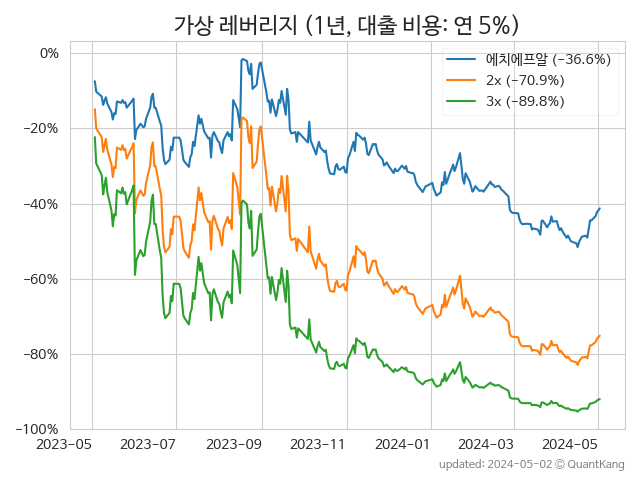 가상 레버리지 (1년, 대출 비용: 연 5%)
에치에프알 (−36.6%)
2x (−70.9%)
3x (−89.8%)
0%
−20%
−40%
−60%
−80%
−100%
2023-05 2023-07 2023-09 2023-11 2024-01 2024-03 2024-05
updated: 2024-05-02 © QuantKang